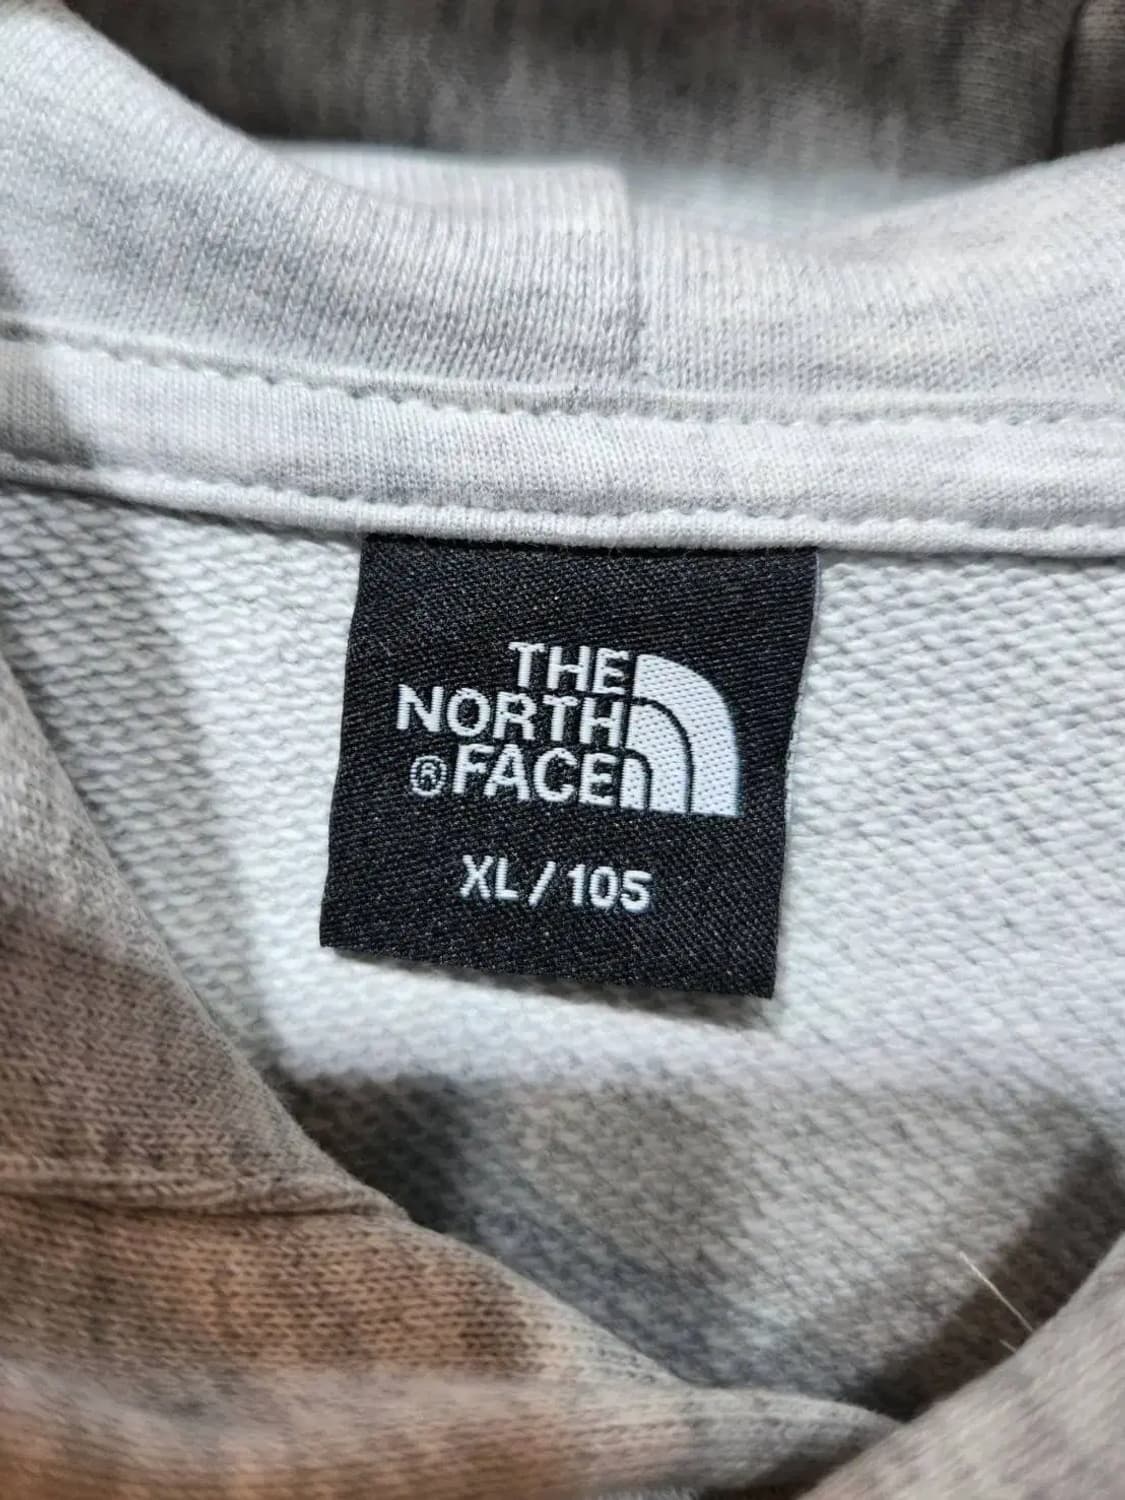 THE
NORTH
®FACE
XL / 105